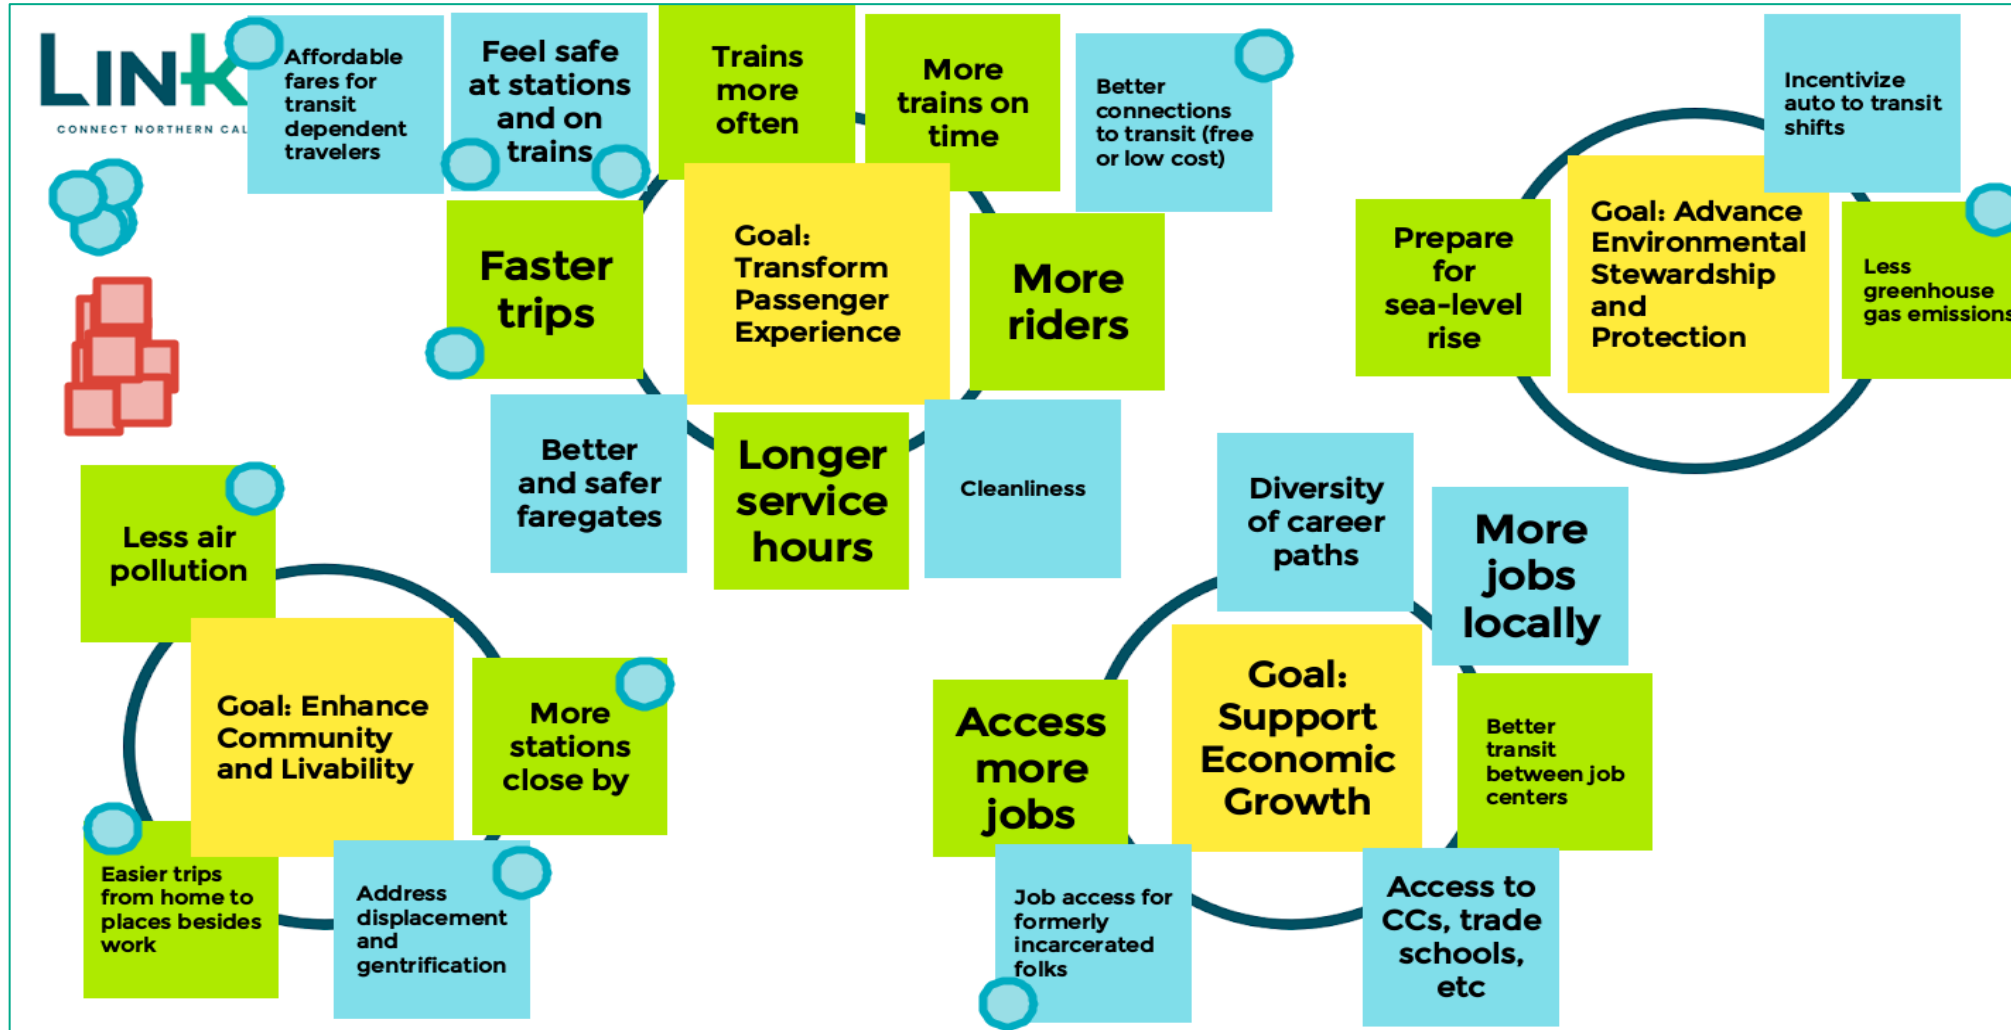 LINK
CONNECT NORTHERN CAL
Affordable
fares for
transit
dependent
travelers
Feel safe
at stations
and on
trains
Trains
more
often
More
trains on
time
Better
connections
to transit (free
or low cost)
Faster
trips
Goal:
Transform
Passenger
Experience
More
riders
Better
and safer
faregates
Longer
service
hours
Cleanliness
Incentivize
auto to transit
shifts
Prepare
for
sea-level
rise
Goal: Advance
Environmental
Stewardship
and
Protection
Less
greenhouse
gas emissions
Less air
pollution
Goal: Enhance
Community
and Livability
More
stations
close by
Easier trips
from home to
places besides
work
Address
displacement
and
gentrification
Diversity
of career
paths
More
jobs
locally
Access
more
jobs
Goal:
Support
Economic
Growth
Better
transit
between job
centers
Job access for
formerly
incarcerated
folks
Access to
CCs, trade
schools,
etc